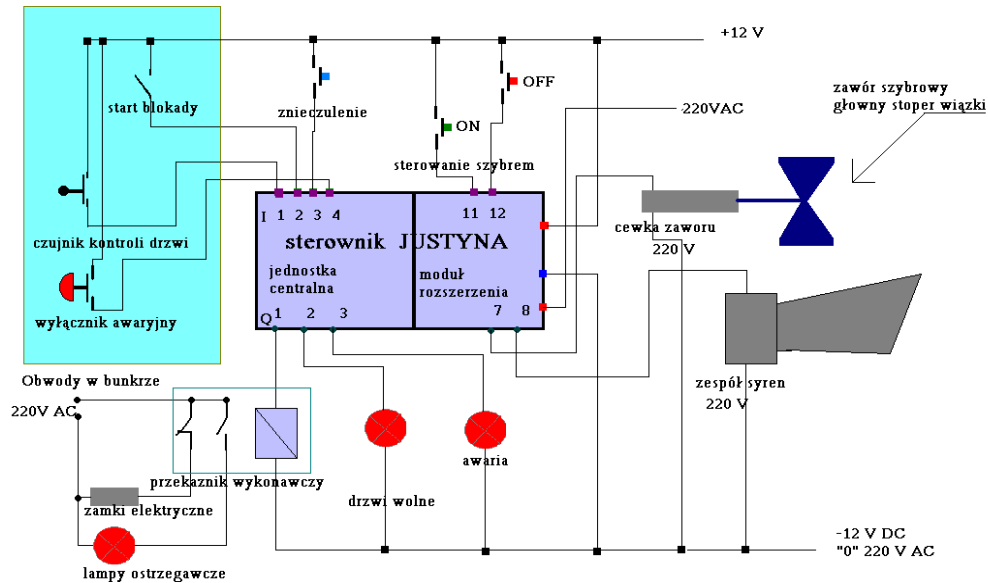 +12 V
start blokady
znieczulenie
OFF
ON
sterowanie szybrem
220VAC
zawór szybrowy
głowny stoper wiązki
I 1 2 3 4
11 12
sterownik JUSTYNA
jednostka
centralna
moduł
rozszerzenia
Q 1 2 3
7 8
czujnik kontroli drzwi
wyłącznik awaryjny
Obwody w bunkrze
cewka zaworu
220 V
zespół syren
220 V
220V AC
przekaznik wykonawczy
zamki elektryczne
lampy ostrzegawcze
drzwi wolne
awaria
-12 V DC
"0" 220 V AC